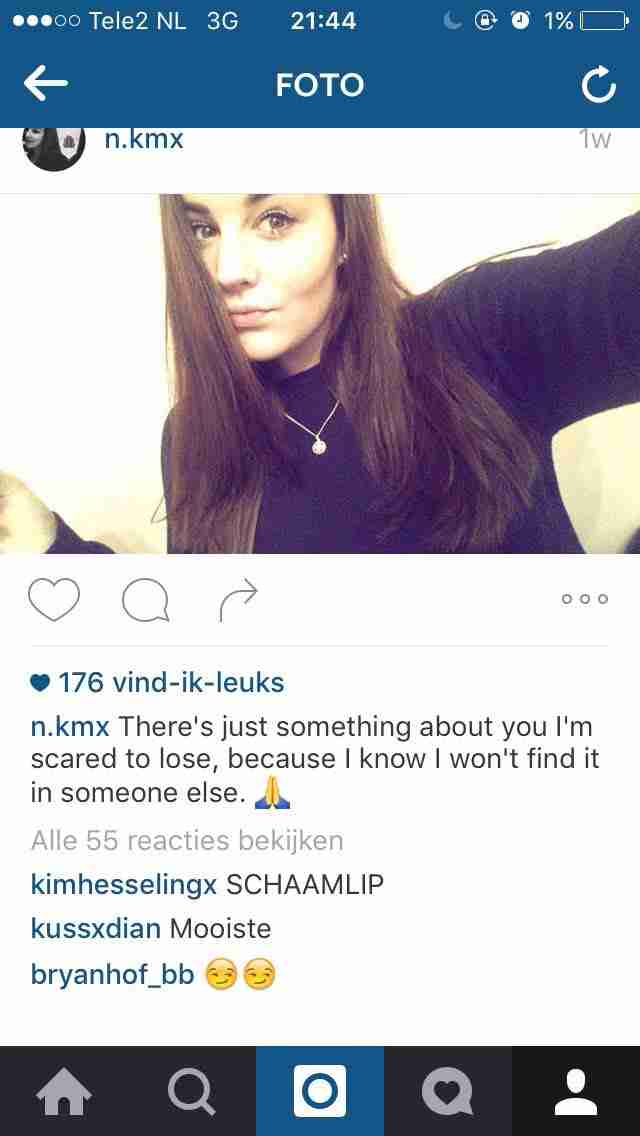 Tele2 NL 3G 21:44 1%
FOTO
n.kmx 1w
176 vind-ik-leuks
n.kmx There's just something about you I'm
scared to lose, because I know I won't find it
in someone else. 🙏
Alle 55 reacties bekijken
kimhesselingx SCHAAMLIP
kussxdian Mooiste
bryanhof_bb 😏😏